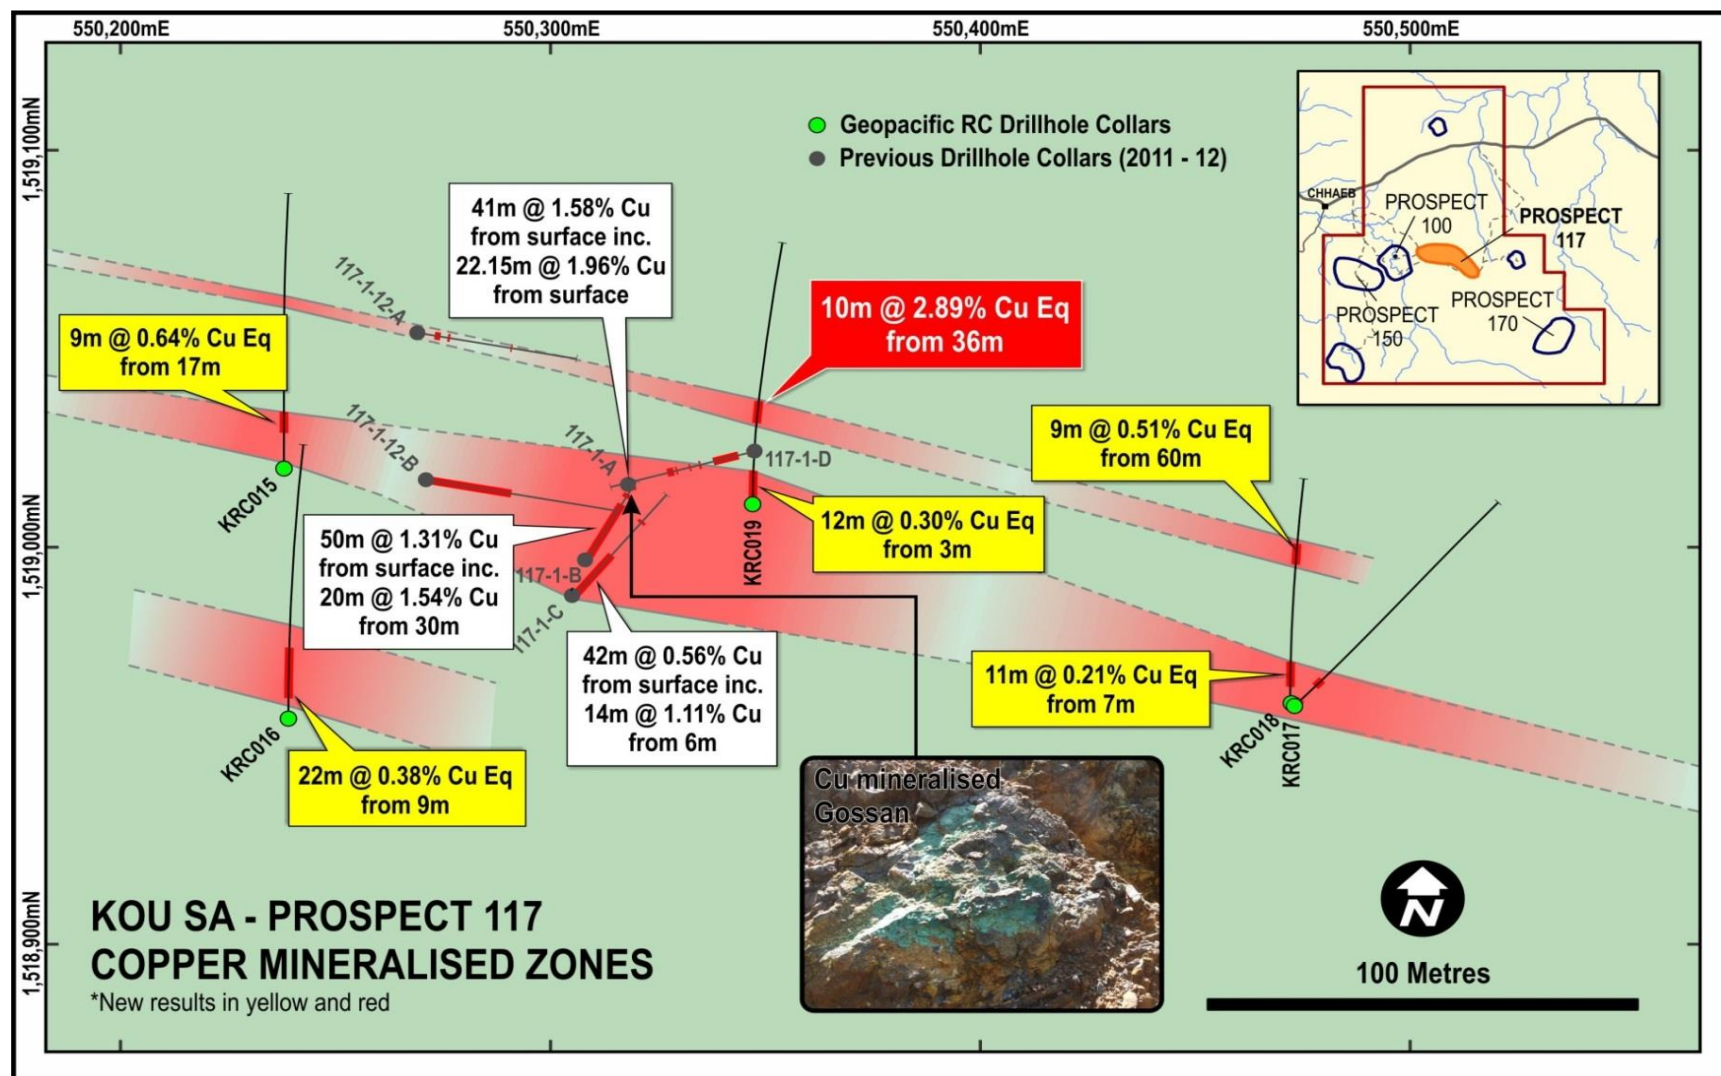 550,200mE
550,300mE
550,400mE
550,500mE
1,519,100mN
1,519,000mN
1,518,900mN
Geopacific RC Drillhole Collars
Previous Drillhole Collars (2011 - 12)
CHHAEB
PROSPECT
100
PROSPECT
117
PROSPECT
150
PROSPECT
170
41m @ 1.58% Cu
from surface inc.
22.15m @ 1.96% Cu
from surface
117-1-12-A
10m @ 2.89% Cu Eq
from 36m
9m @ 0.64% Cu Eq
from 17m
117-1-12-B
117-1-A
117-1-D
9m @ 0.51% Cu Eq
from 60m
KRC015
KRC019
12m @ 0.30% Cu Eq
from 3m
50m @ 1.31% Cu
from surface inc.
20m @ 1.54% Cu
from 30m
117-1-B
117-1-C
42m @ 0.56% Cu
from surface inc.
14m @ 1.11% Cu
from 6m
11m @ 0.21% Cu Eq
from 7m
KRC016
KRC018
KRC017
22m @ 0.38% Cu Eq
from 9m
Cu mineralised
Gossan
KOU SA - PROSPECT 117
COPPER MINERALISED ZONES
*New results in yellow and red
N
100 Metres